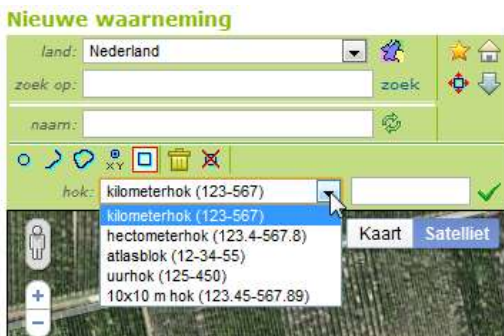 Nieuwe waarneming
land: Nederland
zoek op: zoek
naam:
XY
hok: kilometerhok (123-567)
kilometerhok (123-567)
hectometerhok (123.4-567.8)
atlasblok (12-34-55)
uurhok (125-450)
10x10 m hok (123.45-567.89)
Kaart Satelliet